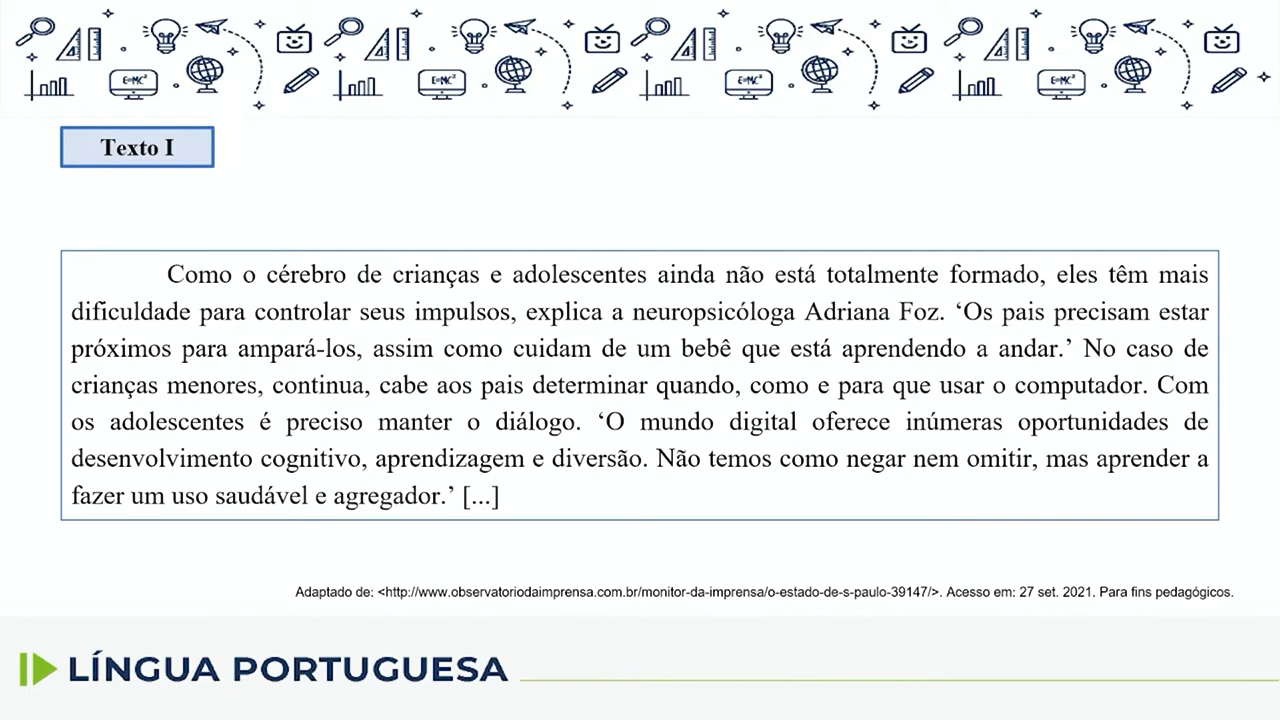 E=MC² E=MC² E=MC² E=MC²
Texto I
Como o cérebro de crianças e adolescentes ainda não está totalmente formado, eles têm mais
dificuldade para controlar seus impulsos, explica a neuropsicóloga Adriana Foz. ‘Os pais precisam estar
próximos para ampará-los, assim como cuidam de um bebê que está aprendendo a andar.’ No caso de
crianças menores, continua, cabe aos pais determinar quando, como e para que usar o computador. Com
os adolescentes é preciso manter o diálogo. ‘O mundo digital oferece inúmeras oportunidades de
desenvolvimento cognitivo, aprendizagem e diversão. Não temos como negar nem omitir, mas aprender a
fazer um uso saudável e agregador.’ [...]
Adaptado de: <http://www.observatoriodaimprensa.com.br/monitor-da-imprensa/o-estado-de-s-paulo-39147/>. Acesso em: 27 set. 2021. Para fins pedagógicos.
LÍNGUA PORTUGUESA